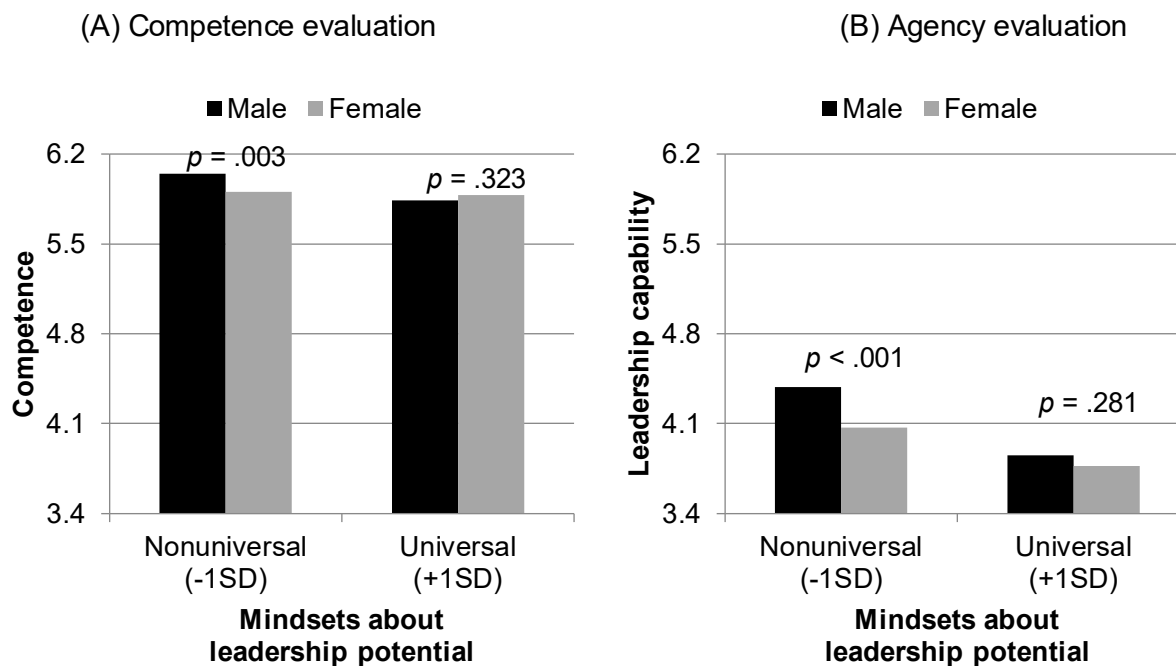 (A) Competence evaluation
Male Female
6.2
5.5
4.8
4.1
3.4
Competence
p = .003
p = .323
Nonuniversal
(-1SD)
Universal
(+1SD)
Mindsets about
leadership potential
(B) Agency evaluation
Male Female
6.2
5.5
4.8
4.1
3.4
Leadership capability
p < .001
p = .281
Nonuniversal
(-1SD)
Universal
(+1SD)
Mindsets about
leadership potential